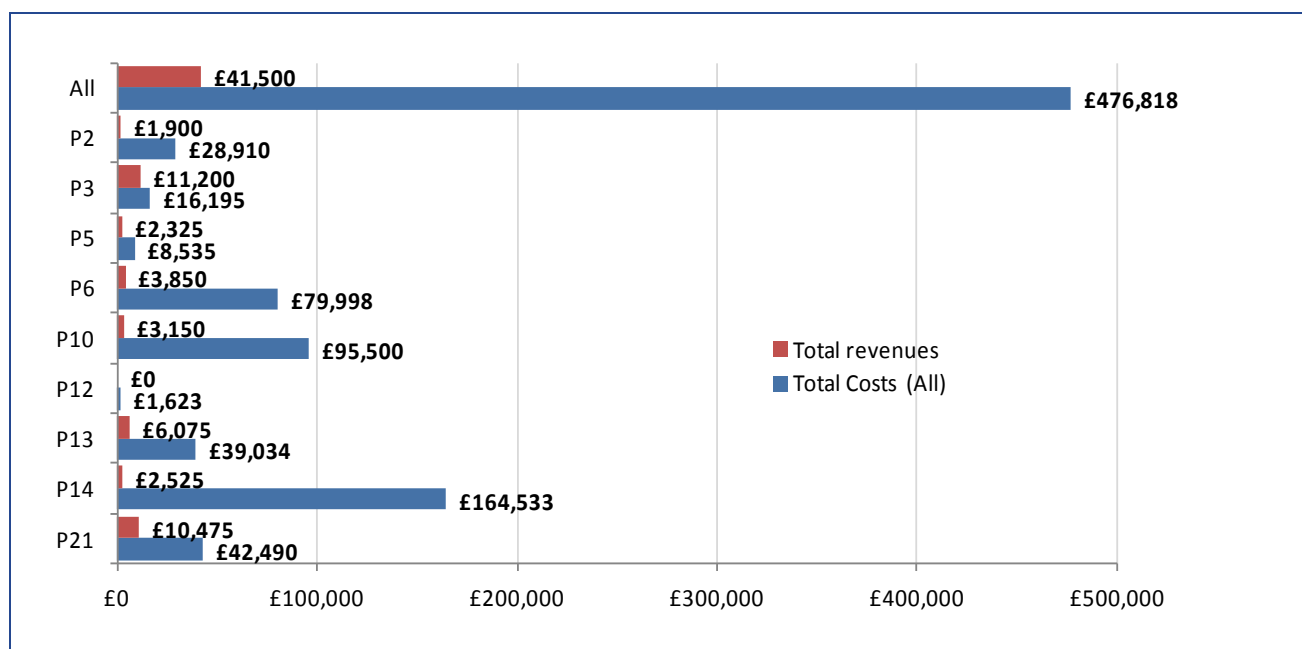 All
£41,500
£476,818
P2
£1,900
£28,910
P3
£11,200
£16,195
P5
£2,325
£8,535
P6
£3,850
£79,998
P10
£3,150
£95,500
Total revenues
Total Costs (All)
P12
£0
£1,623
P13
£6,075
£39,034
P14
£2,525
£164,533
P21
£10,475
£42,490
£0 £100,000 £200,000 £300,000 £400,000 £500,000